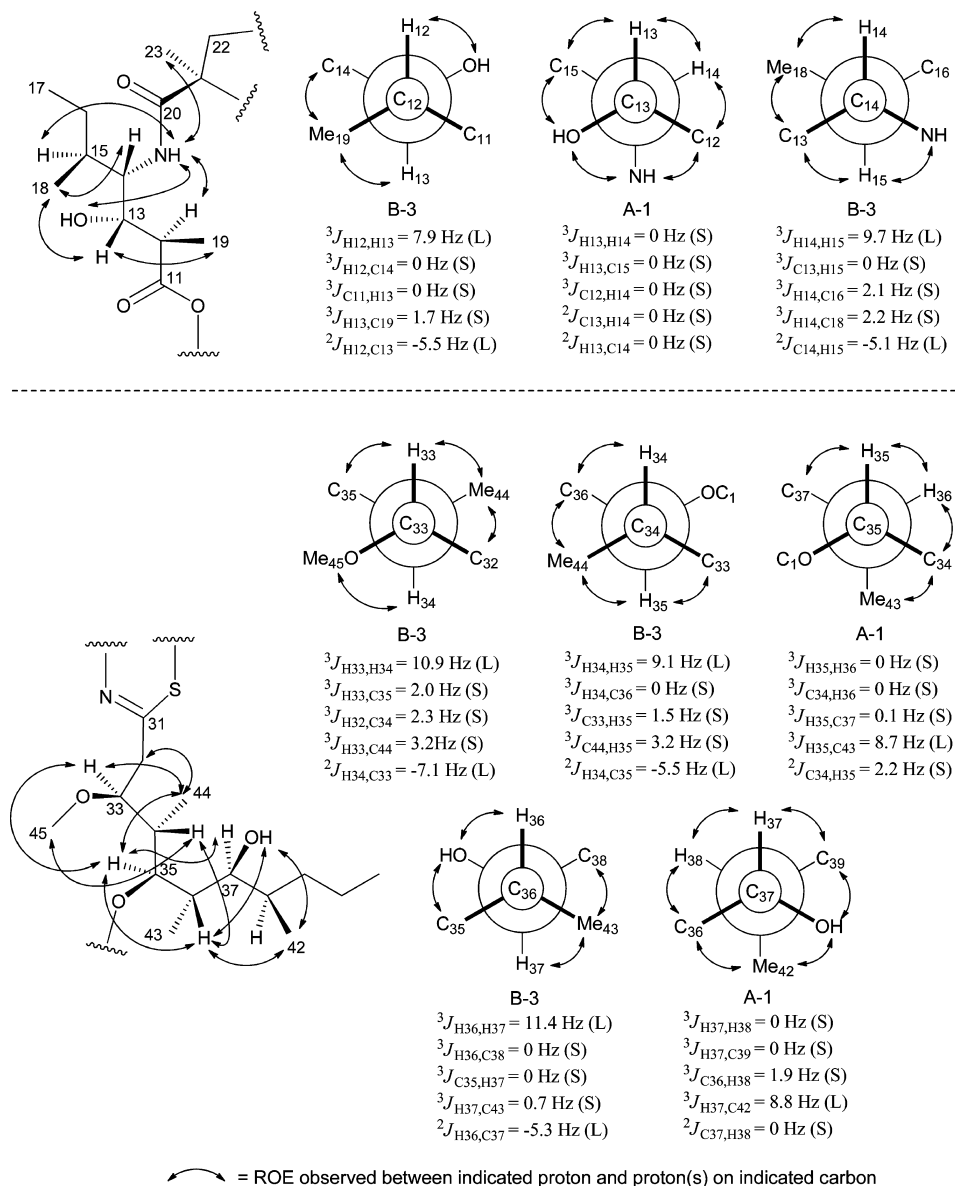 23
22
O
20
17
H
15
H
NH
18
H
HO
13
H
19
H
11
O
O
H12
C14
OH
C12
Me19
C11
H13
B-3
3JH12,H13 = 7.9 Hz (L)
3JH12,C14 = 0 Hz (S)
3JC11,H13 = 0 Hz (S)
3JH13,C19 = 1.7 Hz (S)
2JH12,C13 = -5.5 Hz (L)
H13
C15
H14
C13
HO
C12
NH
A-1
3JH13,H14 = 0 Hz (S)
3JH13,C15 = 0 Hz (S)
3JC12,H14 = 0 Hz (S)
2JC13,H14 = 0 Hz (S)
2JH13,C14 = 0 Hz (S)
H14
Me18
C16
C14
C13
NH
H15
B-3
3JH14,H15 = 9.7 Hz (L)
3JC13,H15 = 0 Hz (S)
3JH14,C16 = 2.1 Hz (S)
3JH14,C18 = 2.2 Hz (S)
2JC14,H15 = -5.1 Hz (L)
N
S
31
H
O
33
44
45
H
H
H
OH
35
O
37
43
H
H
42
H33
C35
Me44
C33
Me45O
C32
H34
B-3
3JH33,H34 = 10.9 Hz (L)
3JH33,C35 = 2.0 Hz (S)
3JH32,C34 = 2.3 Hz (S)
3JH33,C44 = 3.2Hz (S)
2JH34,C33 = -7.1 Hz (L)
H34
C36
OC1
C34
Me44
C33
H35
B-3
3JH34,H35 = 9.1 Hz (L)
3JH34,C36 = 0 Hz (S)
3JC33,H35 = 1.5 Hz (S)
3JC44,H35 = 3.2 Hz (S)
2JH34,C35 = -5.5 Hz (L)
H35
C37
H36
C35
C1O
C34
Me43
A-1
3JH35,H36 = 0 Hz (S)
3JC34,H36 = 0 Hz (S)
3JH35,C37 = 0.1 Hz (S)
3JH35,C43 = 8.7 Hz (L)
2JC34,H35 = 2.2 Hz (S)
H36
HO
C38
C36
C35
Me43
H37
B-3
3JH36,H37 = 11.4 Hz (L)
3JH36,C38 = 0 Hz (S)
3JC35,H37 = 0 Hz (S)
3JH37,C43 = 0.7 Hz (S)
2JH36,C37 = -5.3 Hz (L)
H37
H38
C39
C37
C36
OH
Me42
A-1
3JH37,H38 = 0 Hz (S)
3JH37,C39 = 0 Hz (S)
3JC36,H38 = 1.9 Hz (S)
3JH37,C42 = 8.8 Hz (L)
2JC37,H38 = 0 Hz (S)
= ROE observed between indicated proton and proton(s) on indicated carbon